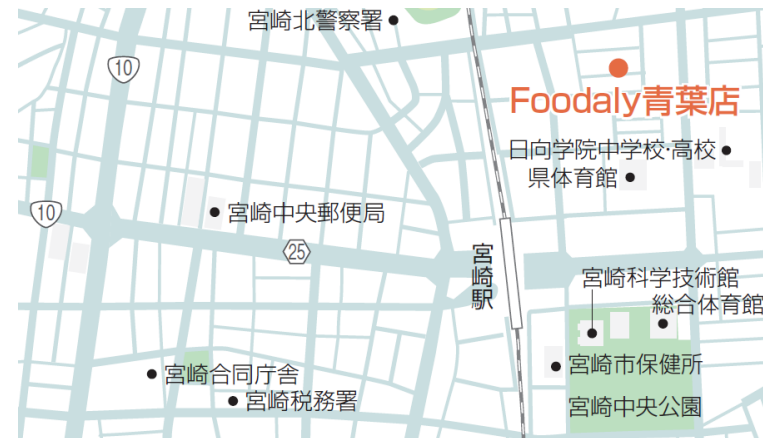 宮崎北警察署
10
Foodaly青葉店
日向学院中学校・高校
県体育館
10
宮崎中央郵便局
25
宮崎駅
宮崎科学技術館
総合体育館
宮崎市保健所
宮崎合同庁舎
宮崎税務署
宮崎中央公園